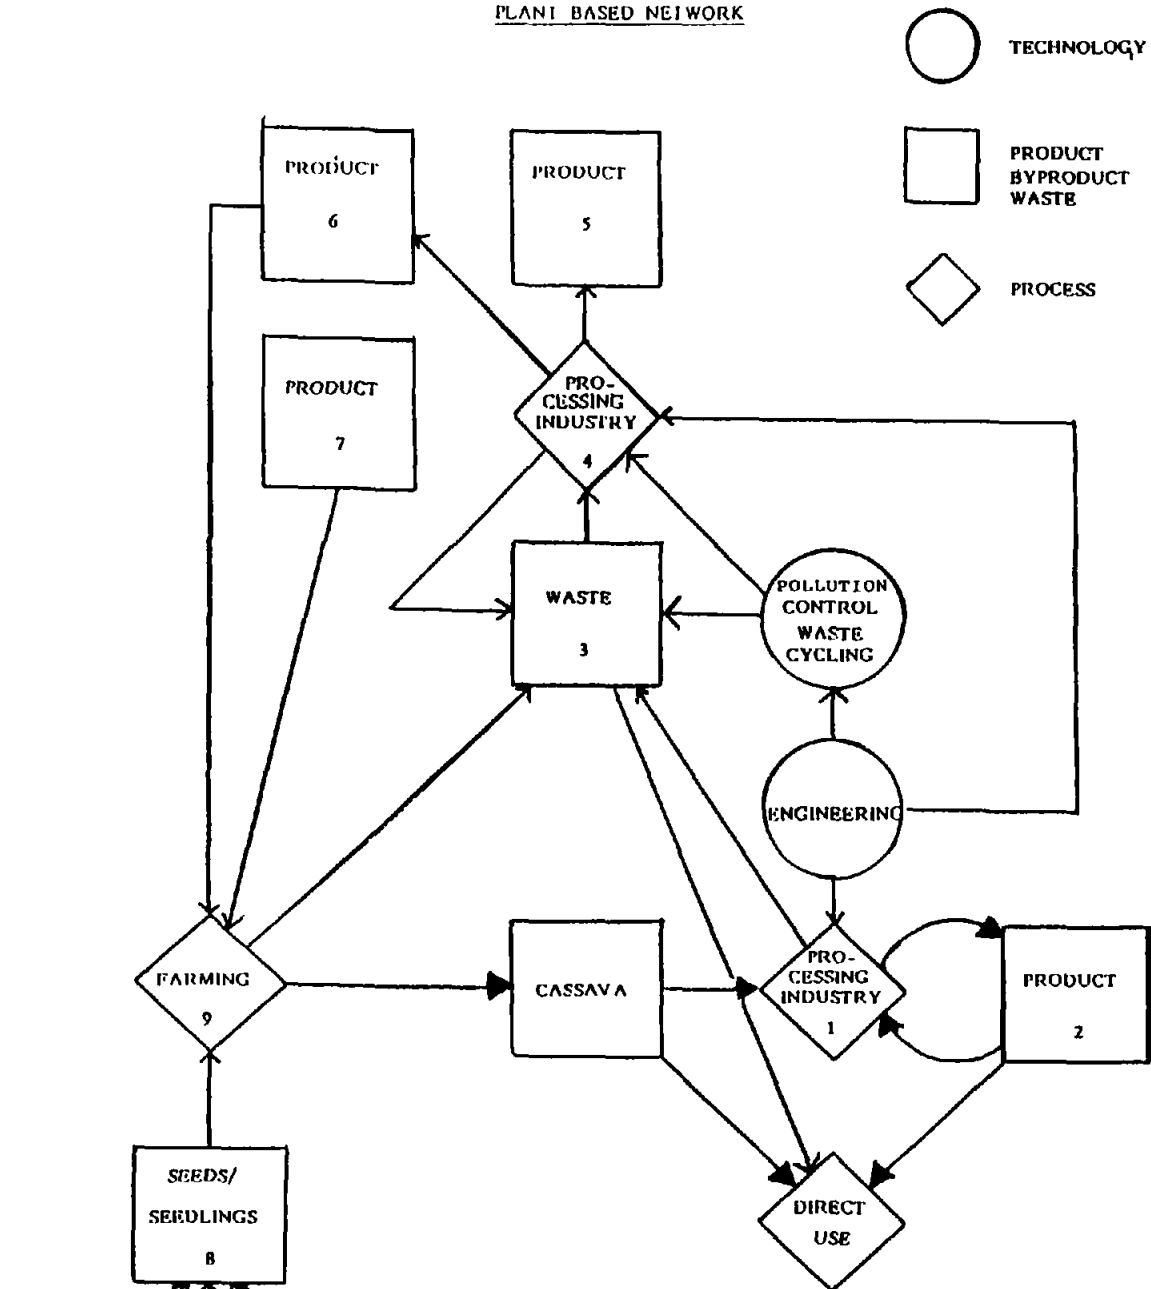 PLANT BASED NETWORK
TECHNOLOGY
PRODUCT
BYPRODUCT
WASTE
PROCESS
PRODUCT
6
PRODUCT
5
PRODUCT
7
PRO-
CESSING
INDUSTRY
4
WASTE
3
POLLUTION
CONTROL
WASTE
CYCLING
ENGINEERING
FARMING
9
CASSAVA
PRO-
CESSING
INDUSTRY
1
PRODUCT
2
SEEDS/
SEEDLINGS
8
DIRECT
USE